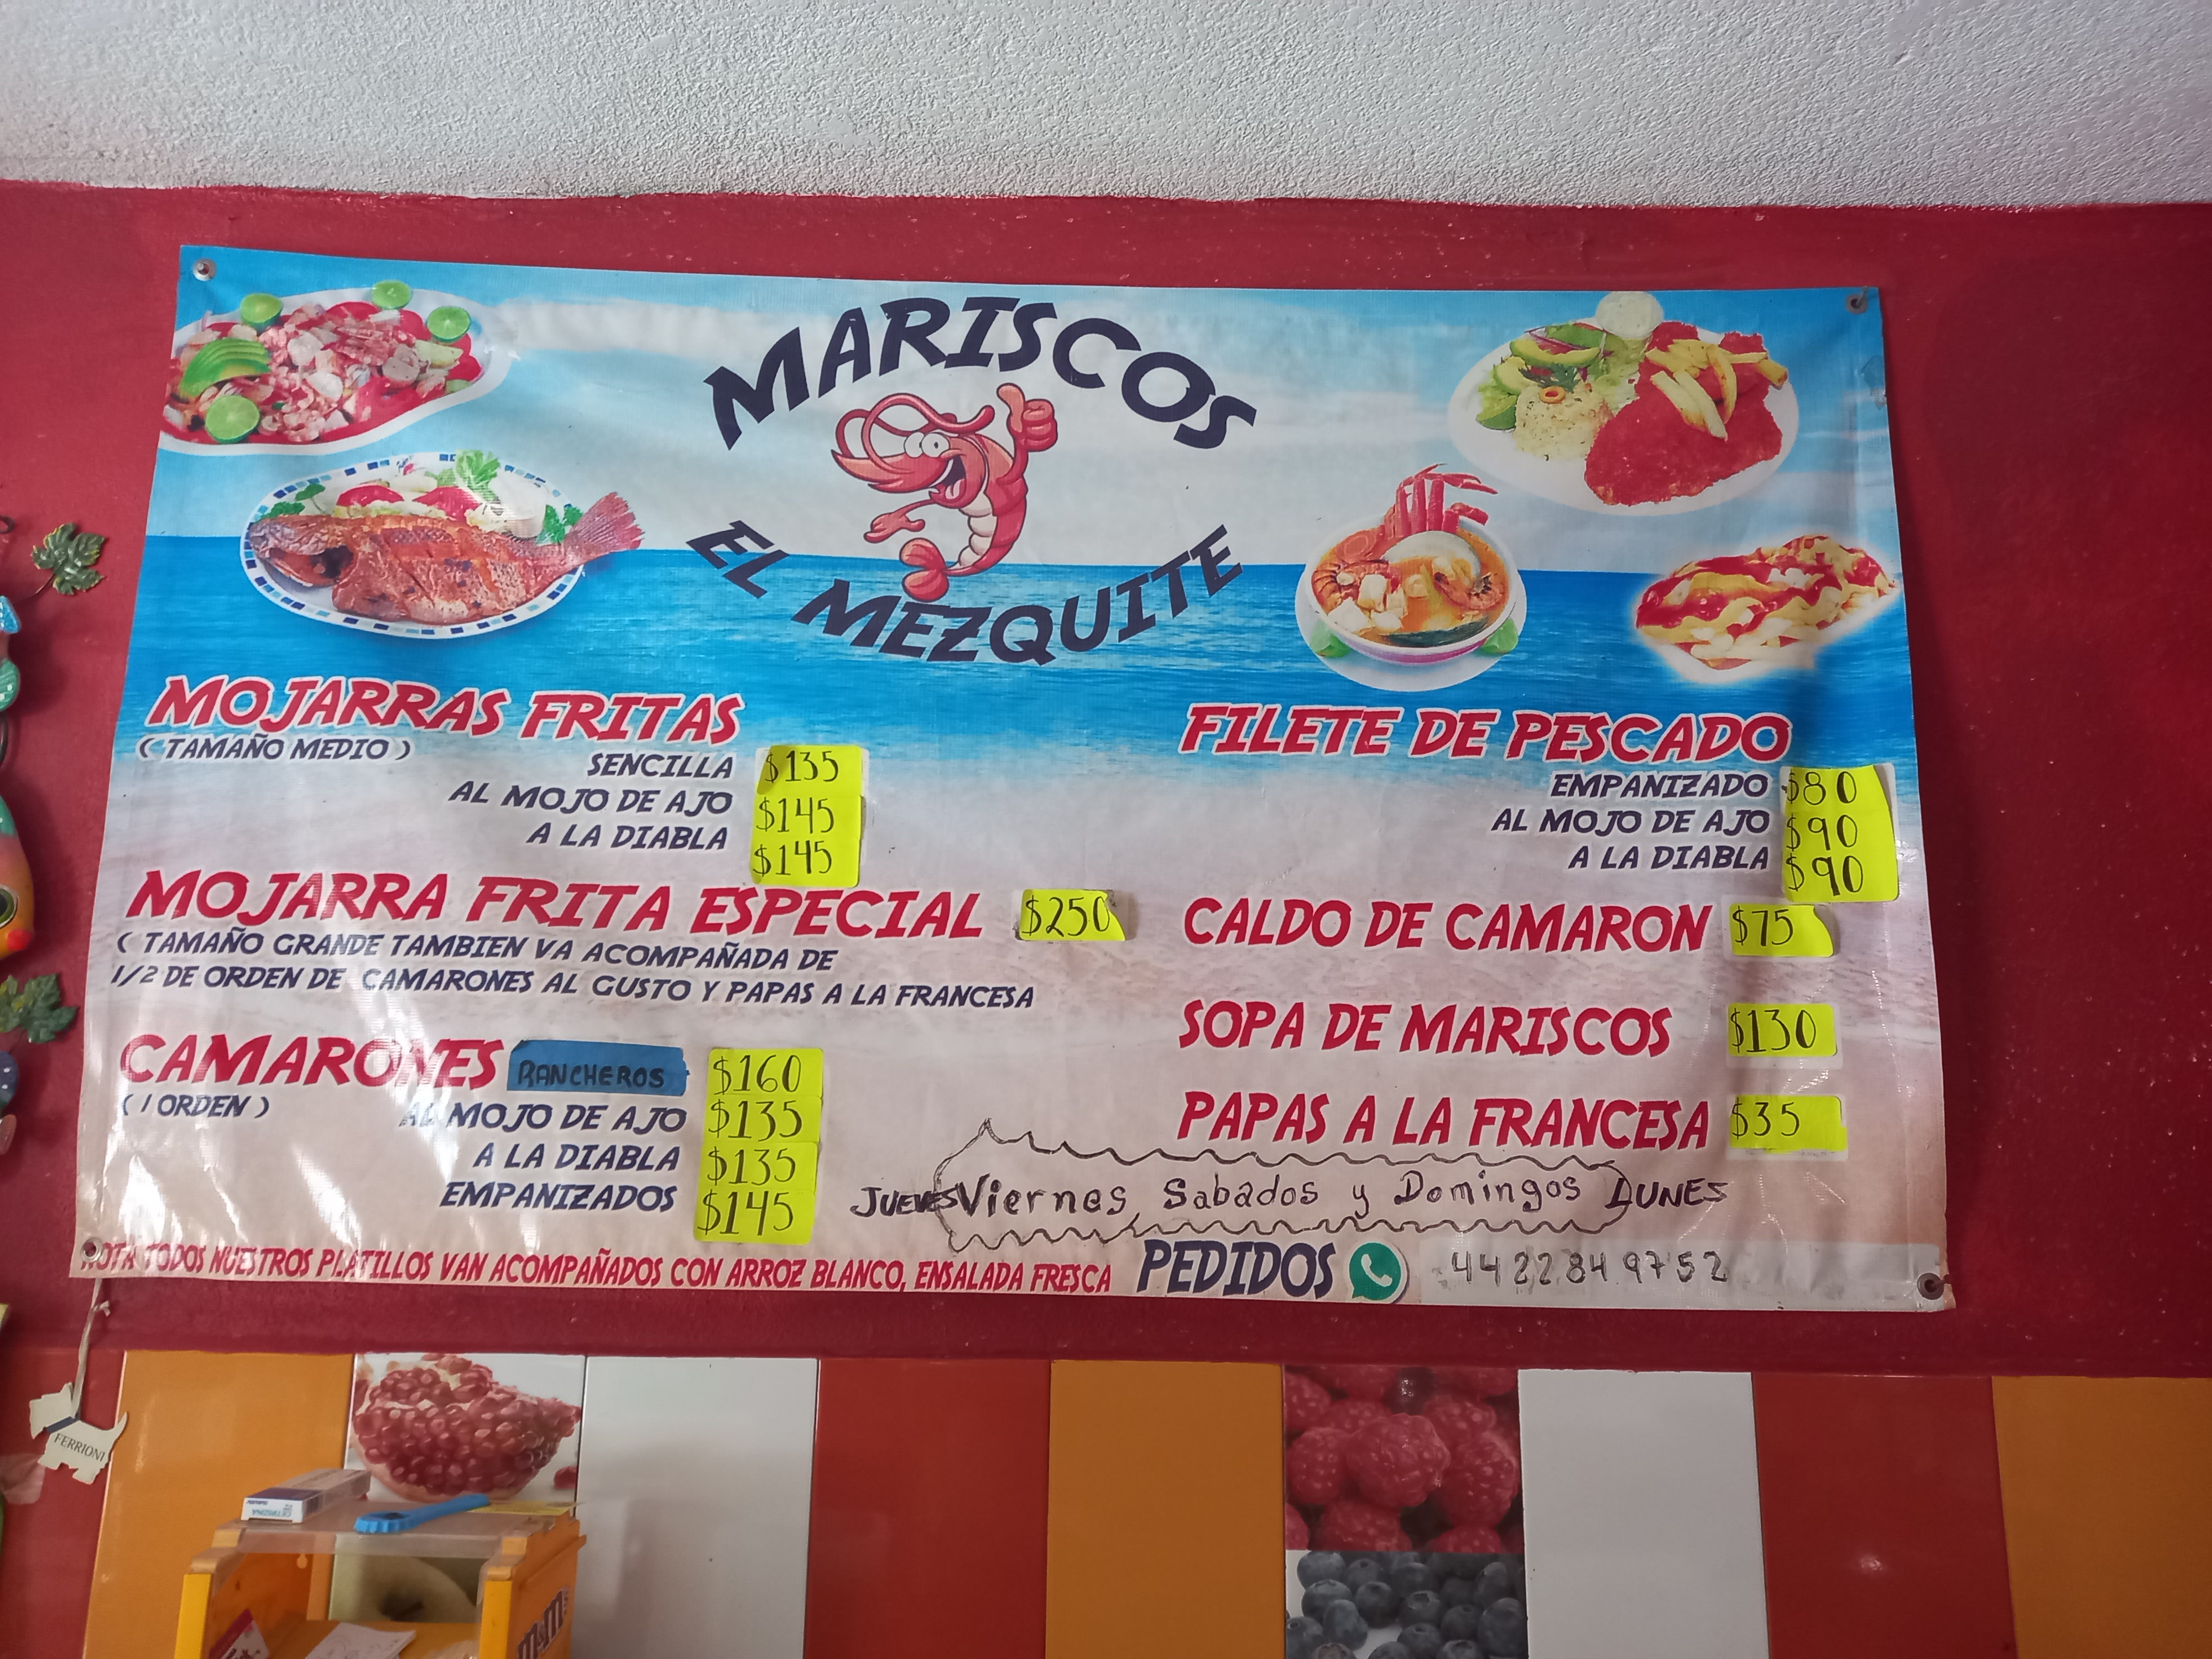 MARISCOS
EL MEZQUITE
MOJARRAS FRITAS
( TAMAÑO MEDIO )
SENCILLA $135
AL MOJO DE AJO $145
A LA DIABLA $145
MOJARRA FRITA ESPECIAL $250
( TAMAÑO GRANDE TAMBIEN VA ACOMPAÑADA DE
1/2 DE ORDEN DE CAMARONES AL GUSTO Y PAPAS A LA FRANCESA
CAMARONES RANCHEROS $160
( 1 ORDEN )
AL MOJO DE AJO $135
A LA DIABLA $135
EMPANIZADOS $145
FILETE DE PESCADO
EMPANIZADO $80
AL MOJO DE AJO $90
A LA DIABLA $90
CALDO DE CAMARON $75
SOPA DE MARISCOS $130
PAPAS A LA FRANCESA $35
JUEVES Viernes, Sabados y Domingos LUNES
NOTA TODOS NUESTROS PLATILLOS VAN ACOMPAÑADOS CON ARROZ BLANCO, ENSALADA FRESCA
PEDIDOS 4422849752
FERRIONI
m&m's